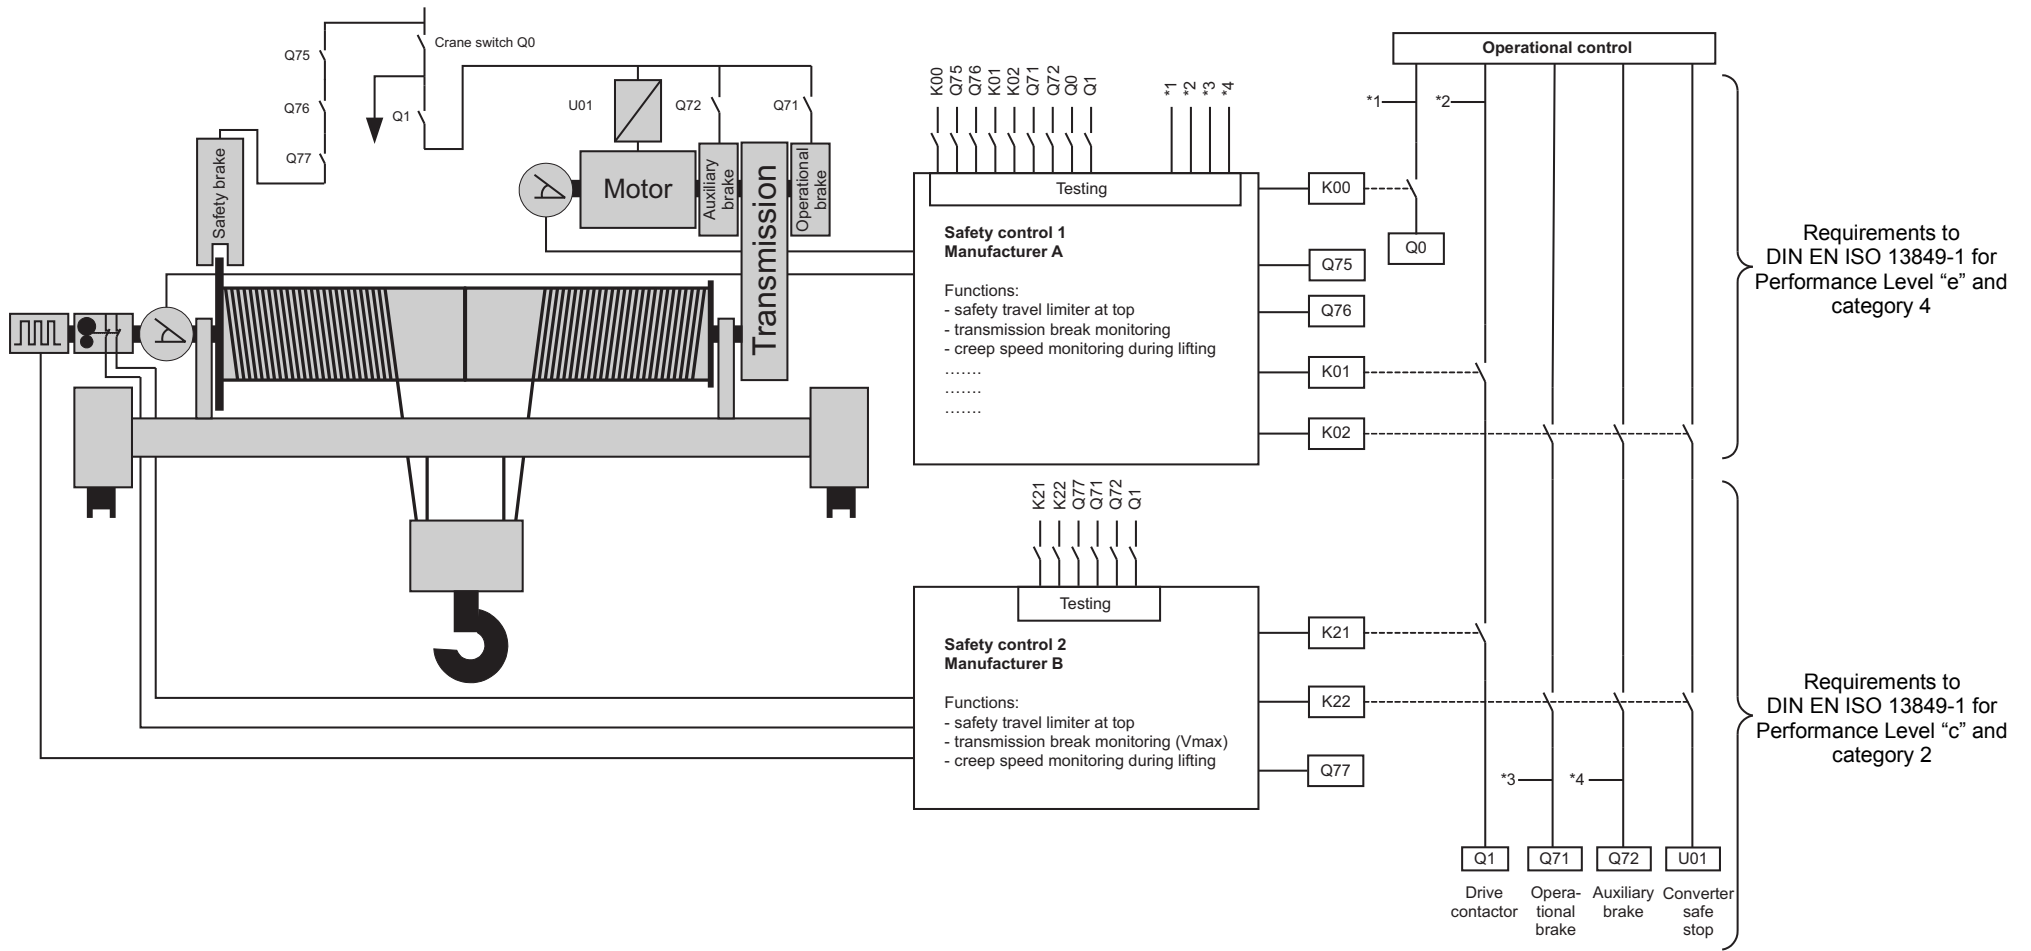 Crane switch Q0
Q75
Q76
Q77
Q1
U01
Q72
Q71
Safety brake
Motor
Auxiliary
brake
Transmission
Operational
brake
K00
Q75
Q76
K01
K02
Q71
Q72
Q0
Q1
*1
*2
*3
*4
Testing
Safety control 1
Manufacturer A
Functions:
- safety travel limiter at top
- transmission break monitoring
- creep speed monitoring during lifting
.......
.......
.......
K00
Q75
Q76
K01
K02
Operational control
*1
*2
Q0
Requirements to
DIN EN ISO 13849-1 for
Performance Level “e” and
category 4
K21
K22
Q77
Q71
Q72
Q1
Testing
Safety control 2
Manufacturer B
Functions:
- safety travel limiter at top
- transmission break monitoring (Vmax)
- creep speed monitoring during lifting
K21
K22
Q77
*3
*4
Requirements to
DIN EN ISO 13849-1 for
Performance Level “c” and
category 2
Q1
Q71
Q72
U01
Drive
contactor
Opera-
tional
brake
Auxiliary
brake
Converter
safe
stop